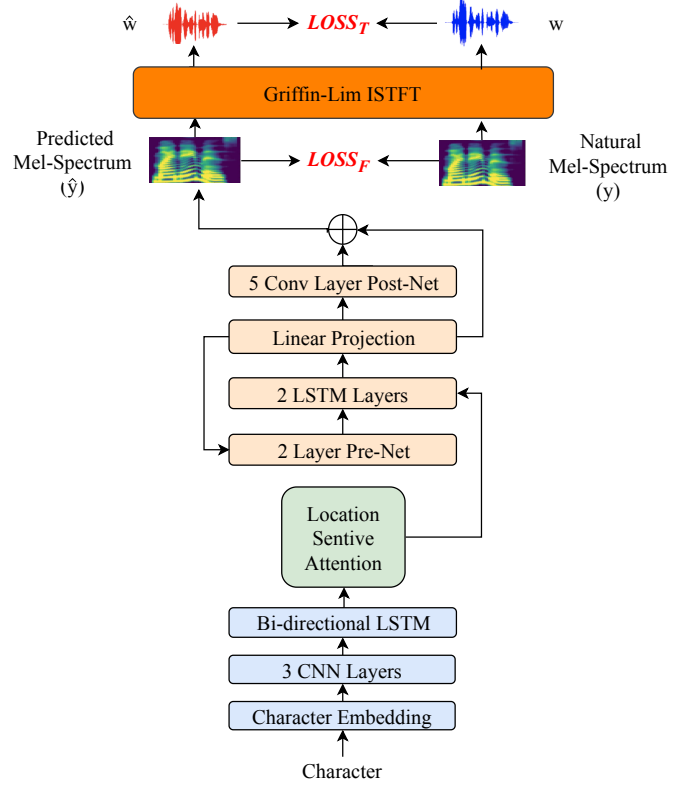 ŵ
LOSS_T
w
Griffin-Lim ISTFT
Predicted
Mel-Spectrum
(ŷ)
LOSS_F
Natural
Mel-Spectrum
(y)
5 Conv Layer Post-Net
Linear Projection
2 LSTM Layers
2 Layer Pre-Net
Location
Sentive
Attention
Bi-directional LSTM
3 CNN Layers
Character Embedding
Character